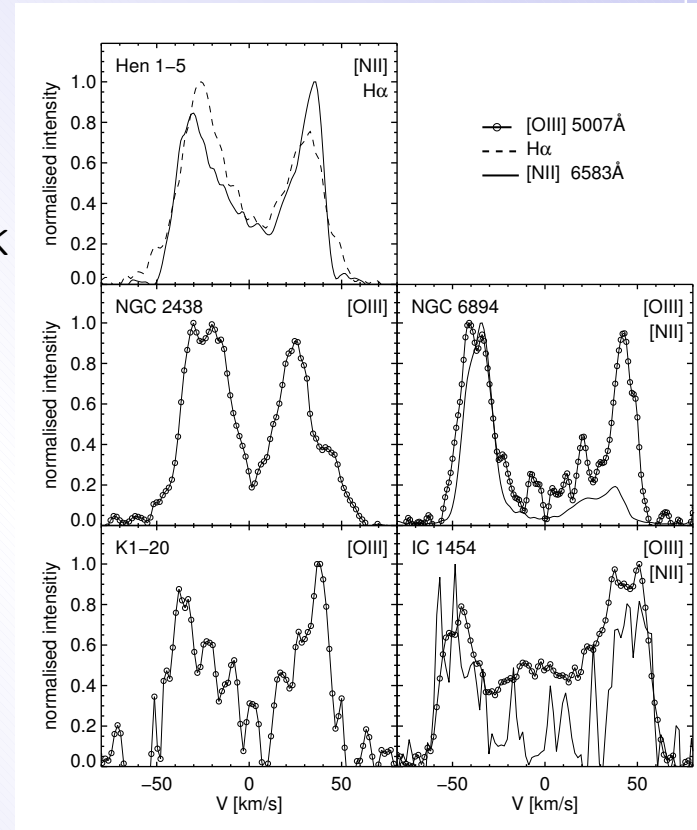 Hen 1−5 [NII]
Hα
[OIII] 5007Å
Hα
[NII] 6583Å
normalised intensity
1.0
0.8
0.6
0.4
0.2
0.0
K
NGC 2438 [OIII]
normalised intensity
1.0
0.8
0.6
0.4
0.2
0.0
NGC 6894 [OIII]
[NII]
K1−20 [OIII]
normalised intensitiy
1.0
0.8
0.6
0.4
0.2
0.0
IC 1454 [OIII]
[NII]
−50 0 50
V [km/s]
−50 0 50
V [km/s]